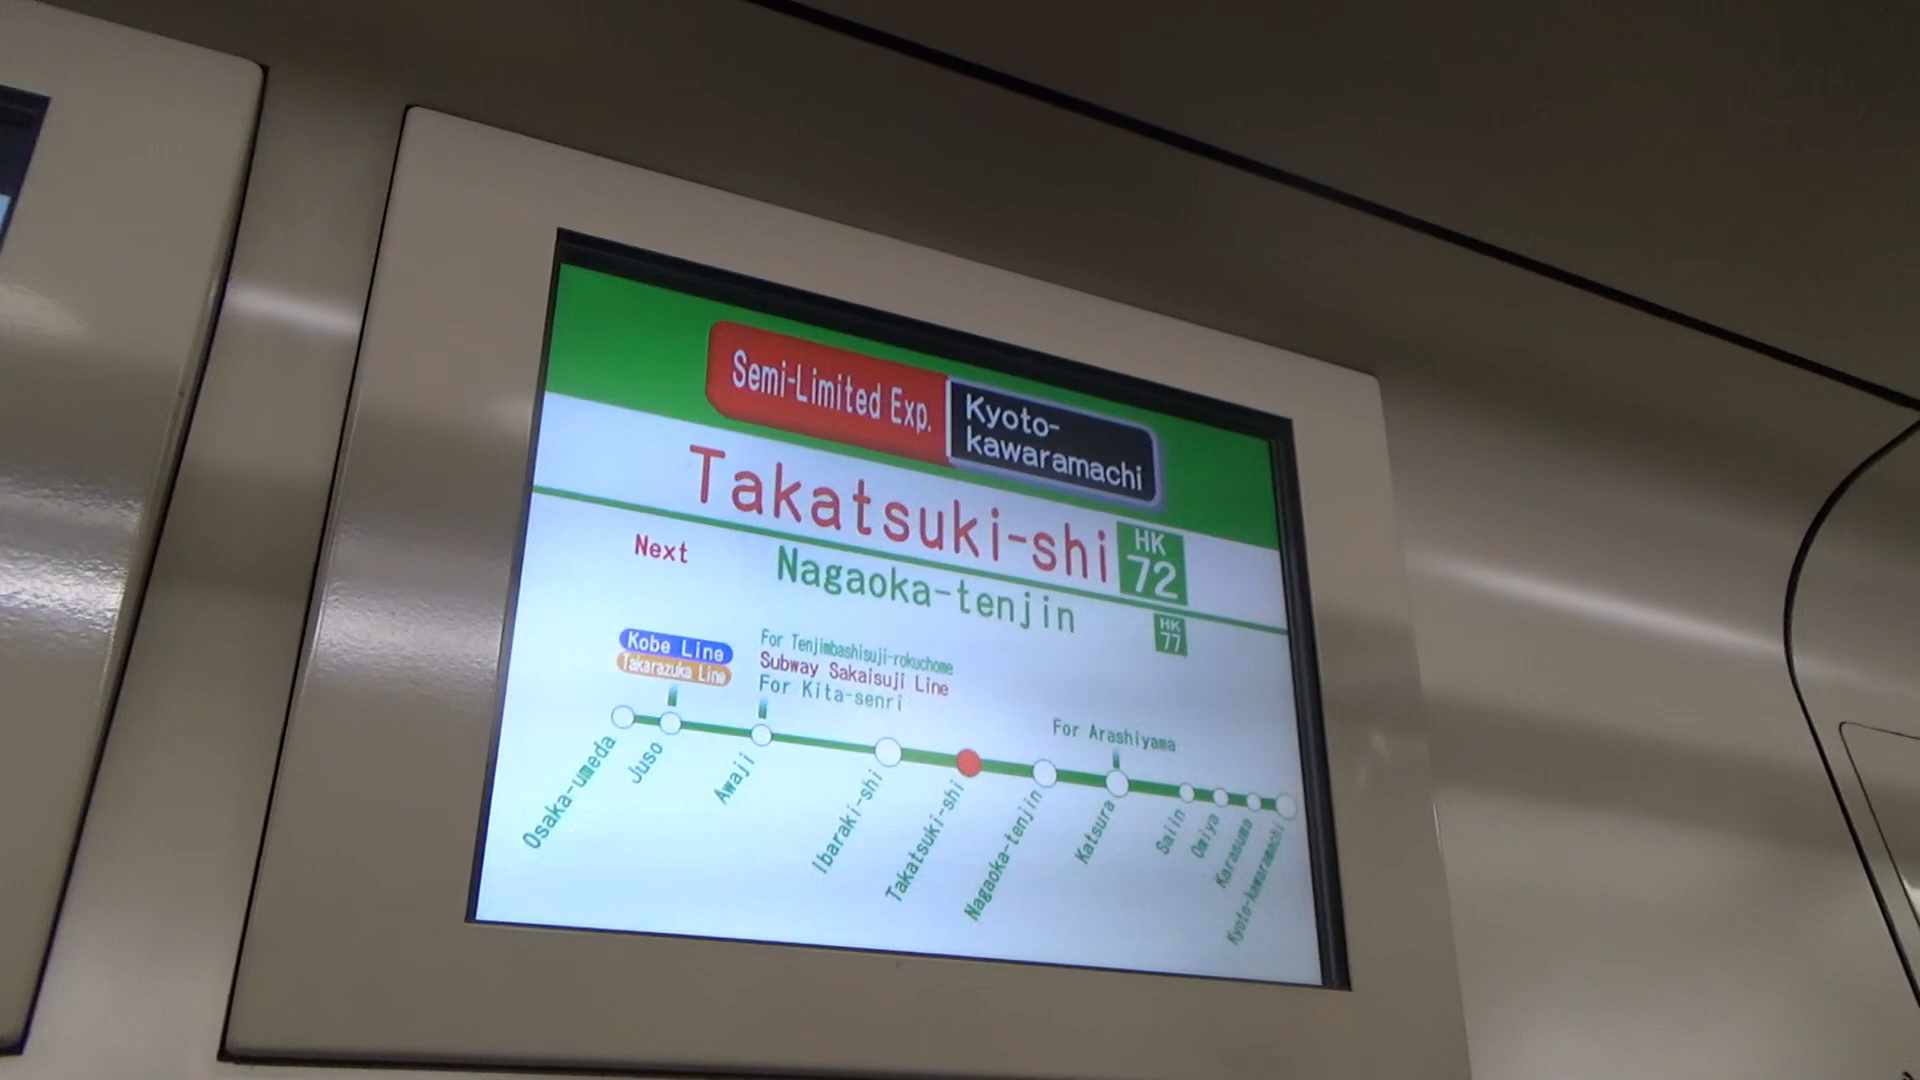 Semi-Limited Exp.
Kyoto-
kawaramachi
Takatsuki-shi
HK
72
Next
Nagaoka-tenjin
HK
77
Kobe Line
Takarazuka Line
For Tenjimbashisuji-rokuchome
Subway Sakaisuji Line
For Kita-senri
For Arashiyama
Osaka-umeda
Juso
Awaji
Ibaraki-shi
Takatsuki-shi
Nagaoka-tenjin
Katsura
Saiin
Omiya
Karasuma
Kyoto-kawaramachi